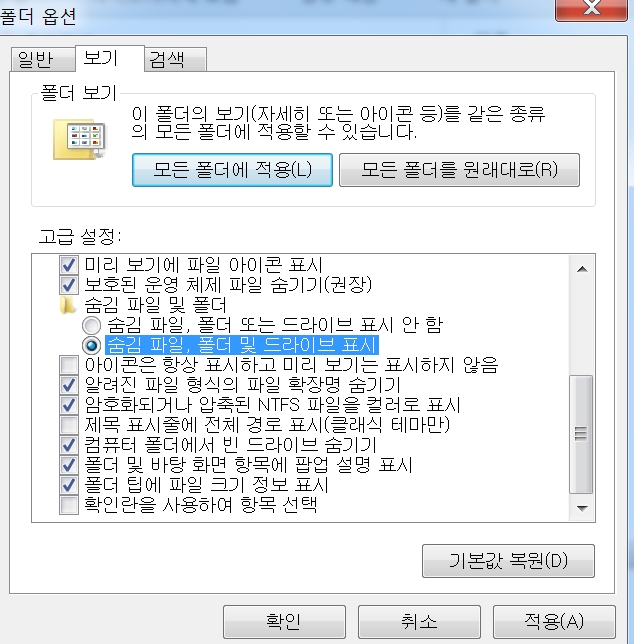 폴더 옵션
일반
보기
검색
폴더 보기
이 폴더의 보기(자세히 또는 아이콘 등)를 같은 종류
의 모든 폴더에 적용할 수 있습니다.
모든 폴더에 적용(L)
모든 폴더를 원래대로(R)
고급 설정:
미리 보기에 파일 아이콘 표시
보호된 운영 체제 파일 숨기기(권장)
숨김 파일 및 폴더
숨김 파일, 폴더 또는 드라이브 표시 안 함
숨김 파일, 폴더 및 드라이브 표시
아이콘은 항상 표시하고 미리 보기는 표시하지 않음
알려진 파일 형식의 파일 확장명 숨기기
암호화되거나 압축된 NTFS 파일을 컬러로 표시
제목 표시줄에 전체 경로 표시(클래식 테마만)
컴퓨터 폴더에서 빈 드라이브 숨기기
폴더 및 바탕 화면 항목에 팝업 설명 표시
폴더 팁에 파일 크기 정보 표시
확인란을 사용하여 항목 선택
기본값 복원(D)
확인
취소
적용(A)